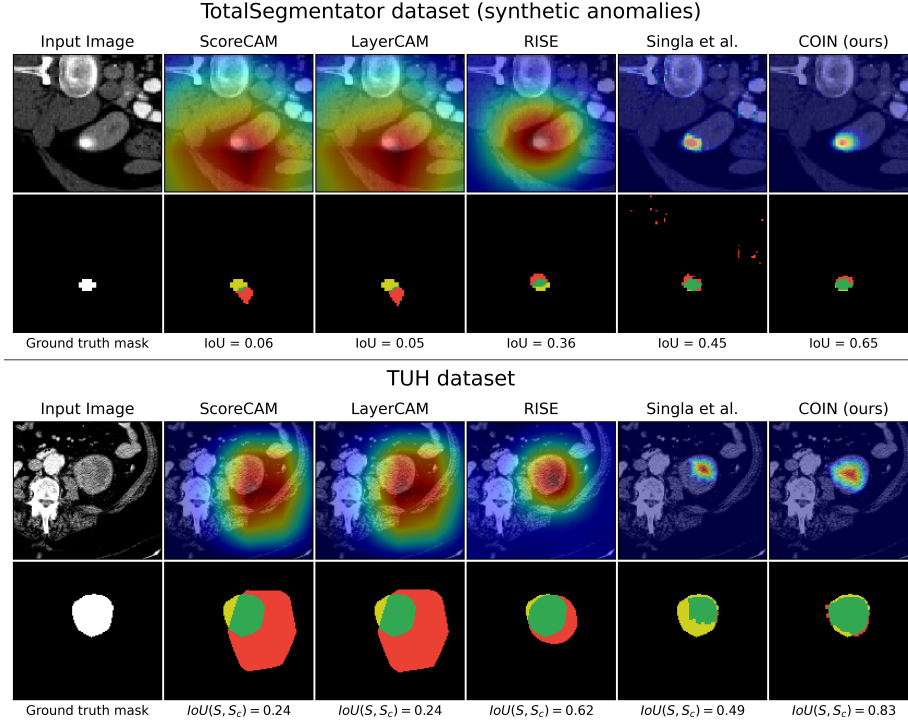 TotalSegmentator dataset (synthetic anomalies)
Input Image ScoreCAM LayerCAM RISE Singla et al. COIN (ours)
Ground truth mask IoU = 0.06 IoU = 0.05 IoU = 0.36 IoU = 0.45 IoU = 0.65
TUH dataset
Input Image ScoreCAM LayerCAM RISE Singla et al. COIN (ours)
Ground truth mask IoU(S, S_c) = 0.24 IoU(S, S_c) = 0.24 IoU(S, S_c) = 0.62 IoU(S, S_c) = 0.49 IoU(S, S_c) = 0.83